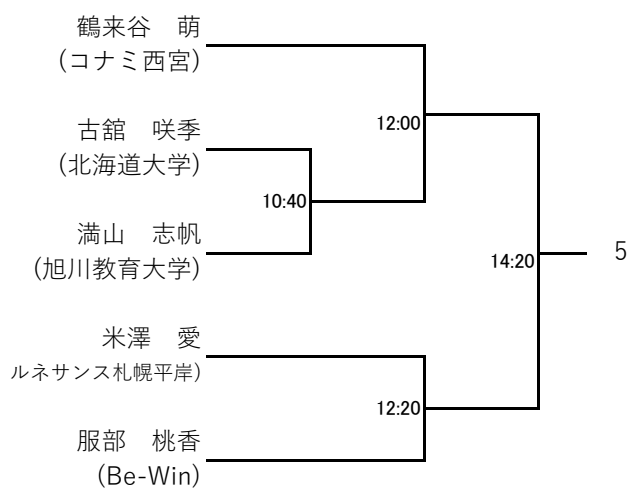 鶴来谷　萌
(コナミ西宮)
12:00
古舘　咲季
(北海道大学)
10:40
満山　志帆
(旭川教育大学)
14:20
5
米澤　愛
ルネサンス札幌平岸)
12:20
服部　桃香
(Be-Win)